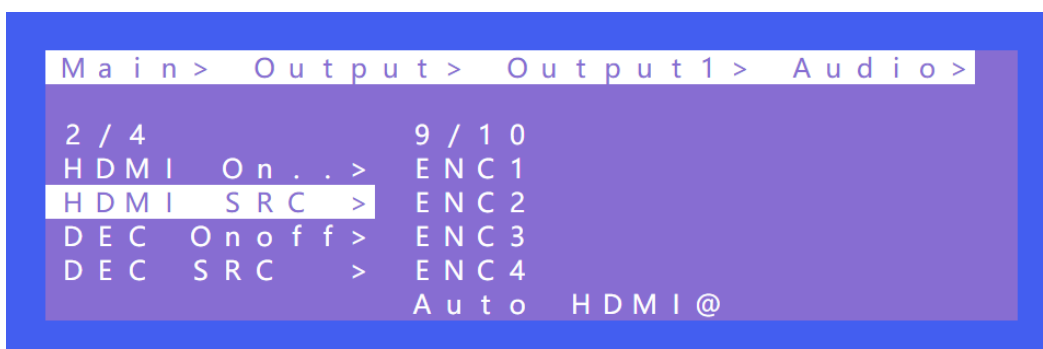 Main> Output> Output1> Audio>
2/4 9/10
HDMI On..> ENC1
HDMI SRC > ENC2
DEC Onoff> ENC3
DEC SRC > ENC4
Auto HDMI@